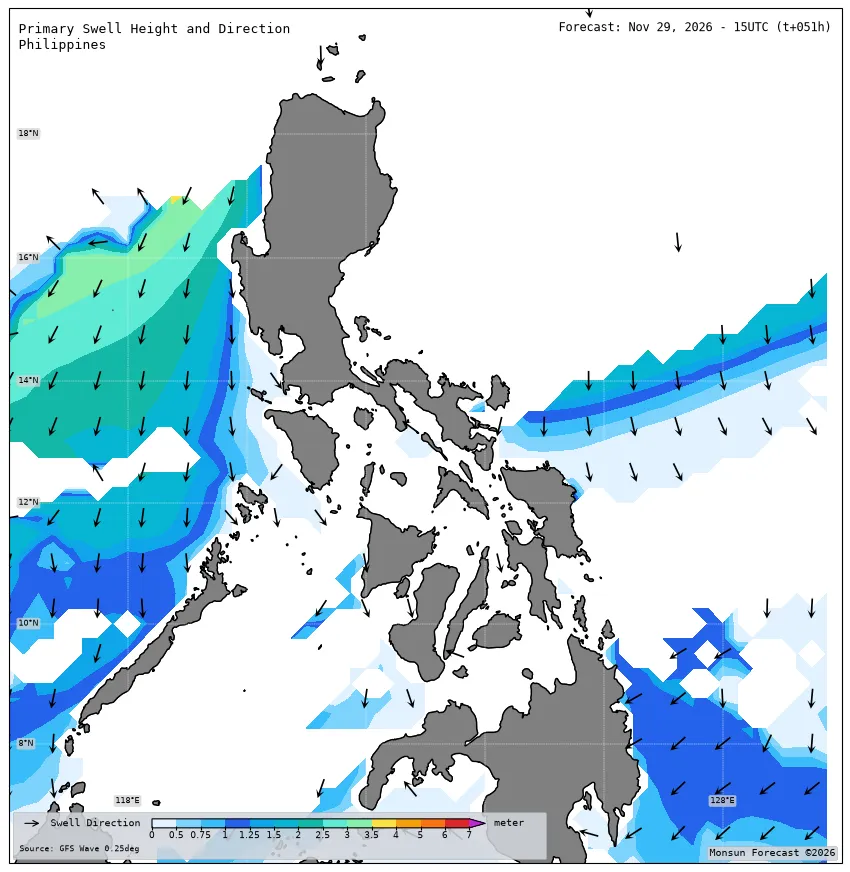 Primary Swell Height and Direction
Philippines
Forecast: Nov 29, 2026 - 15UTC (t+051h)
18°N
16°N
14°N
12°N
10°N
8°N
118°E
128°E
Swell Direction
0 0.5 0.75 1 1.25 1.5 2 2.5 3 3.5 4 5 6 7
meter
Source: GFS Wave 0.25deg
Monsun Forecast ©2026